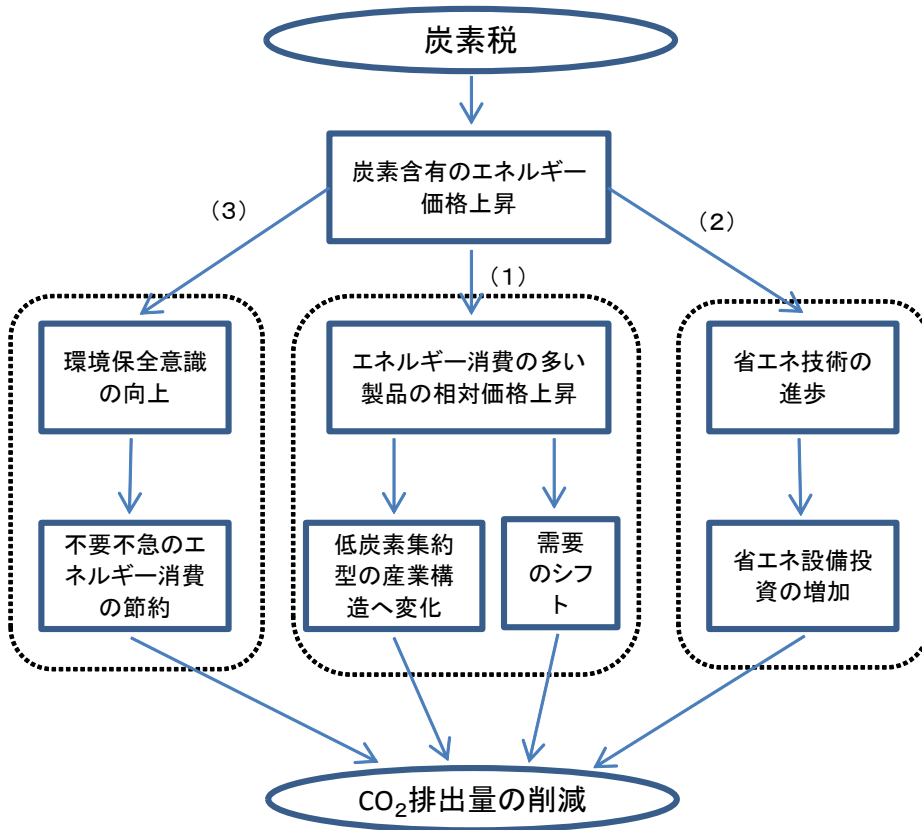 炭素税
炭素含有のエネルギー
価格上昇
（3）
（1）
（2）
環境保全意識
の向上
エネルギー消費の多い
製品の相対価格上昇
省エネ技術の
進歩
不要不急のエ
ネルギー消費
の節約
低炭素集約
型の産業構
造へ変化
需要
のシフ
ト
省エネ設備投
資の増加
CO₂排出量の削減